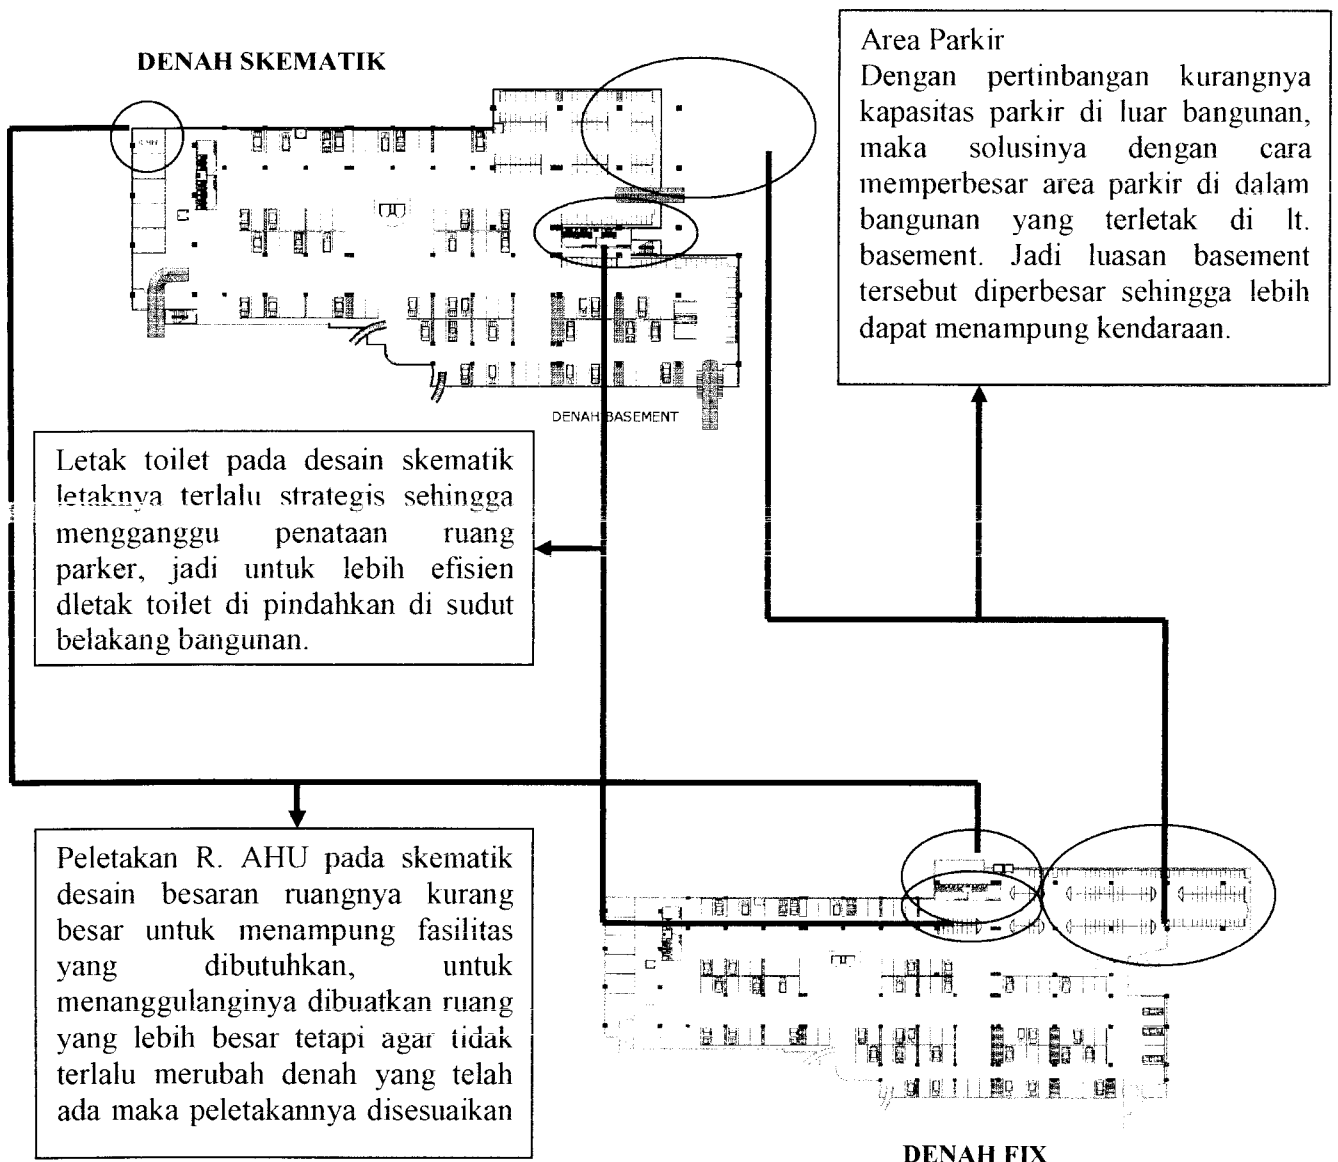 DENAH SKEMATIK
Area Parkir
Dengan pertinbangan kurangnya
kapasitas parkir di luar bangunan,
maka solusinya dengan cara
memperbesar area parkir di dalam
bangunan yang terletak di lt.
basement. Jadi luasan basement
tersebut diperbesar sehingga lebih
dapat menampung kendaraan.
DENAH BASEMENT
Letak toilet pada desain skematik
letaknya terlalu strategis sehingga
mengganggu penataan ruang
parker, jadi untuk lebih efisien
dletak toilet di pindahkan di sudut
belakang bangunan.
Peletakan R. AHU pada skematik
desain besaran ruangnya kurang
besar untuk menampung fasilitas
yang dibutuhkan, untuk
menanggulanginya dibuatkan ruang
yang lebih besar tetapi agar tidak
terlalu merubah denah yang telah
ada maka peletakannya disesuaikan
DENAH FIX